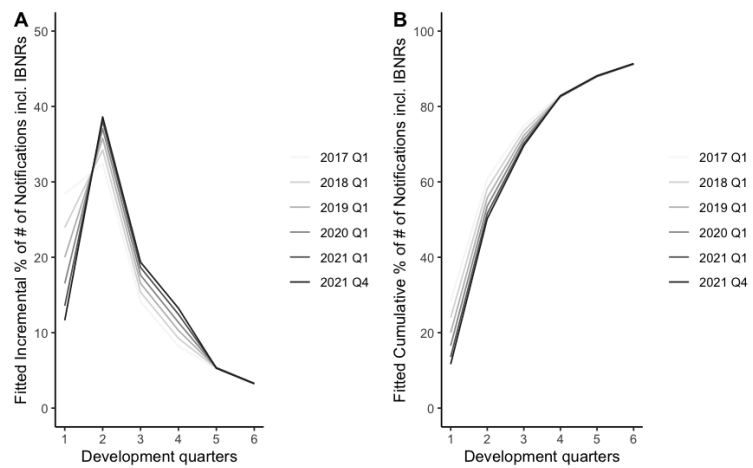 A
Fitted Incremental % of # of Notifications incl. IBNRs
50
40
30
20
10
0
1 2 3 4 5 6
Development quarters
2017 Q1
2018 Q1
2019 Q1
2020 Q1
2021 Q1
2021 Q4
B
Fitted Cumulative % of # of Notifications incl. IBNRs
100
80
60
40
20
0
1 2 3 4 5 6
Development quarters
2017 Q1
2018 Q1
2019 Q1
2020 Q1
2021 Q1
2021 Q4